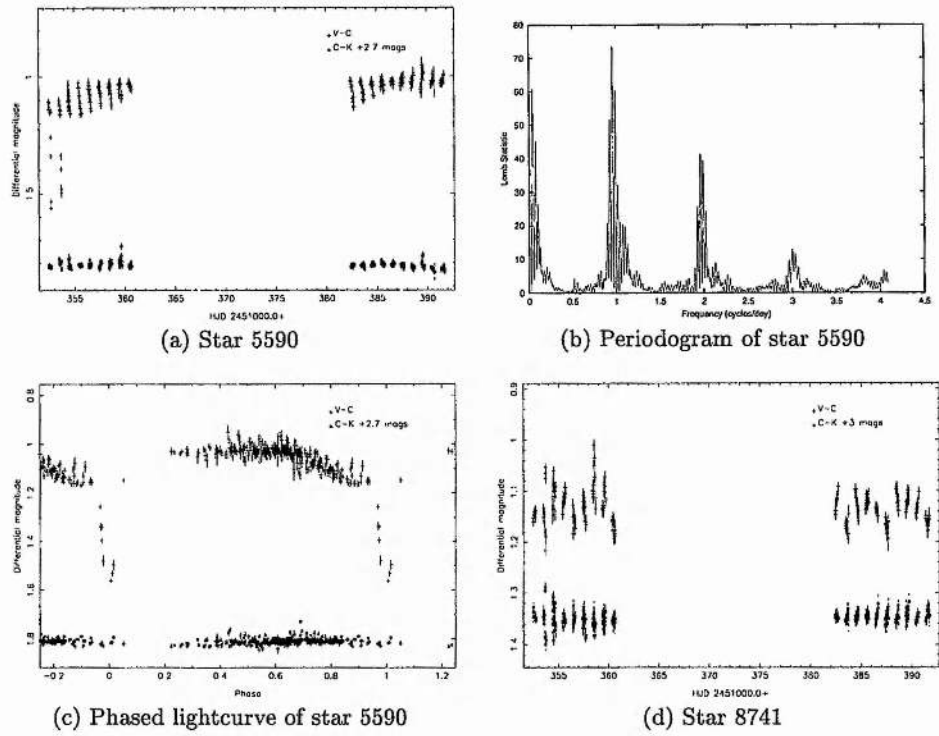 + V-C
+ C-K +2.7 mags
Differential magnitude
1
1.5
355 360 365 370 375 380 385 390
HJD 2451000.0+
(a) Star 5590
Lomb Statistic
80
70
60
50
40
30
20
10
0
0 0.5 1 1.5 2 2.5 3 3.5 4 4.5
Frequency (cycles/day)
(b) Periodogram of star 5590
+ V-C
+ C-K +2.7 mags
Differential magnitude
0.8
1
1.2
1.4
1.6
1.8
-0.2 0 0.2 0.4 0.6 0.8 1 1.2
Phase
(c) Phased lightcurve of star 5590
+ V-C
+ C-K +3 mags
Differential magnitude
0.9
1
1.1
1.2
1.3
1.4
355 360 365 370 375 380 385 390
HJD 2451000.0+
(d) Star 8741